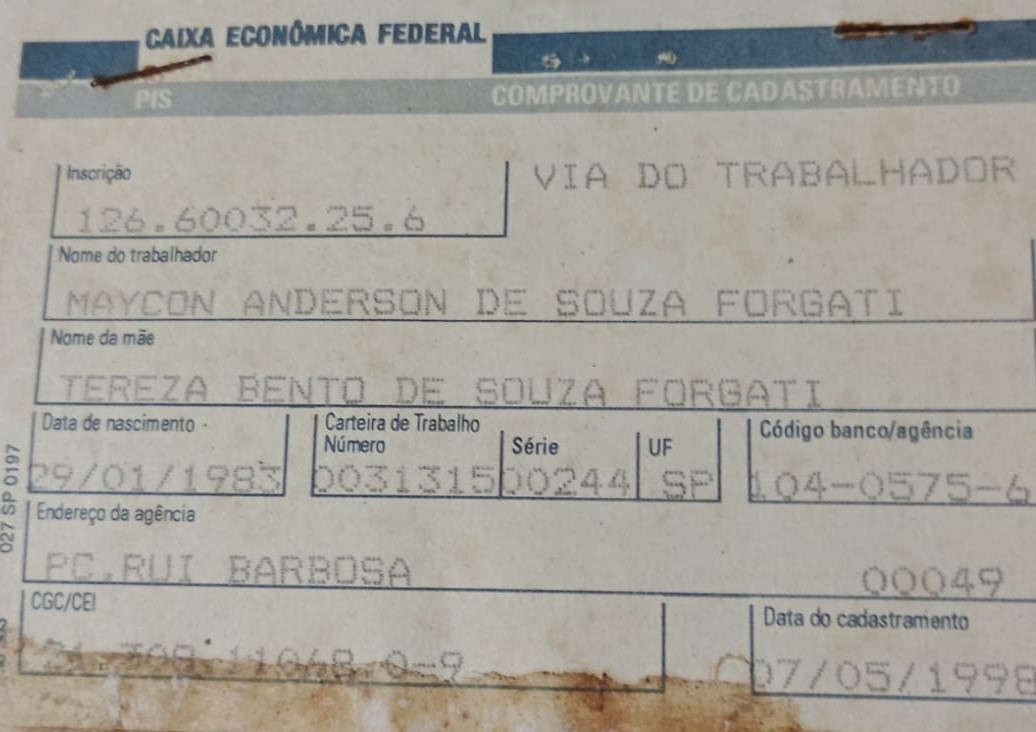 CAIXA ECONÔMICA FEDERAL
PIS COMPROVANTE DE CADASTRAMENTO
Inscrição VIA DO TRABALHADOR
126.60032.25.6
Nome do trabalhador
MAYCON ANDERSON DE SOUZA FORGATI
Nome da mãe
TEREZA BENTO DE SOUZA FORGATI
Data de nascimento Carteira de Trabalho Código banco/agência
Número Série UF
29/01/1983 0031315 00244 SP 104-0575-6
Endereço da agência
PC.RUI BARBOSA 00049
CGC/CEI Data do cadastramento
07/05/1998
027 SP 0197